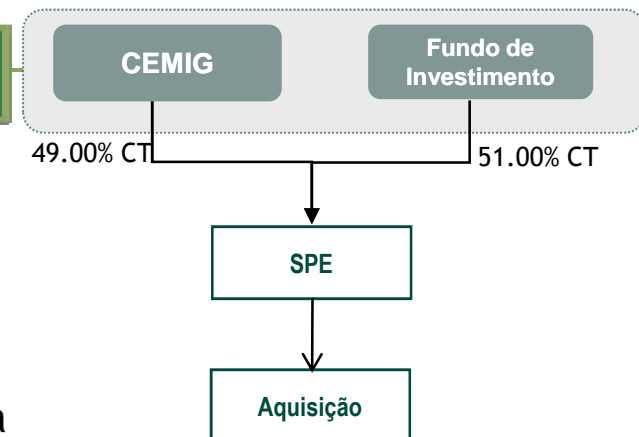 CEMIG
Fundo de
Investimento
49.00% CT
51.00% CT
SPE
Aquisição
a